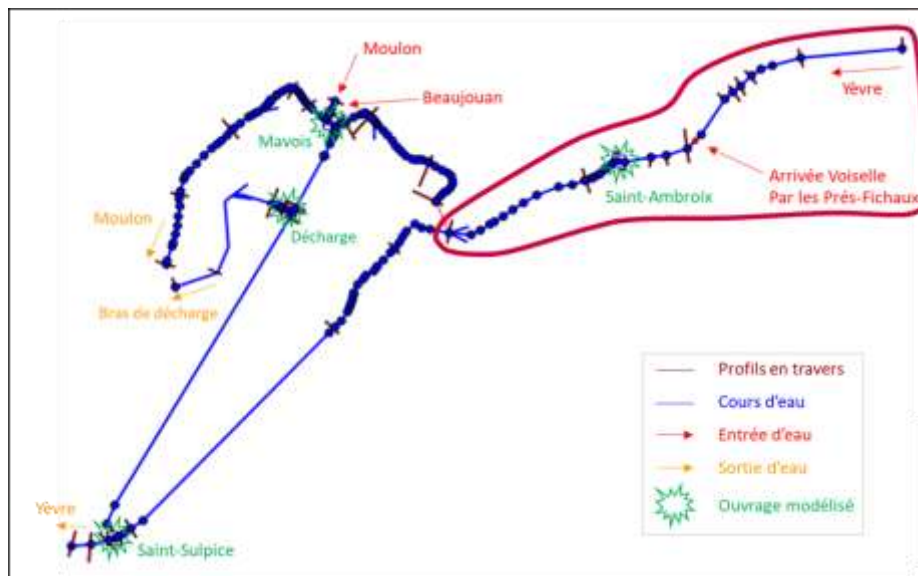 Moulon
Beaujouan
Mavois
Yèvre
Arrivée Voiselle
Par les Prés-Fichaux
Saint-Ambroix
Moulon
Décharge
Bras de décharge
Profils en travers
Cours d'eau
Entrée d'eau
Sortie d'eau
Ouvrage modélisé
Yèvre
Saint-Sulpice